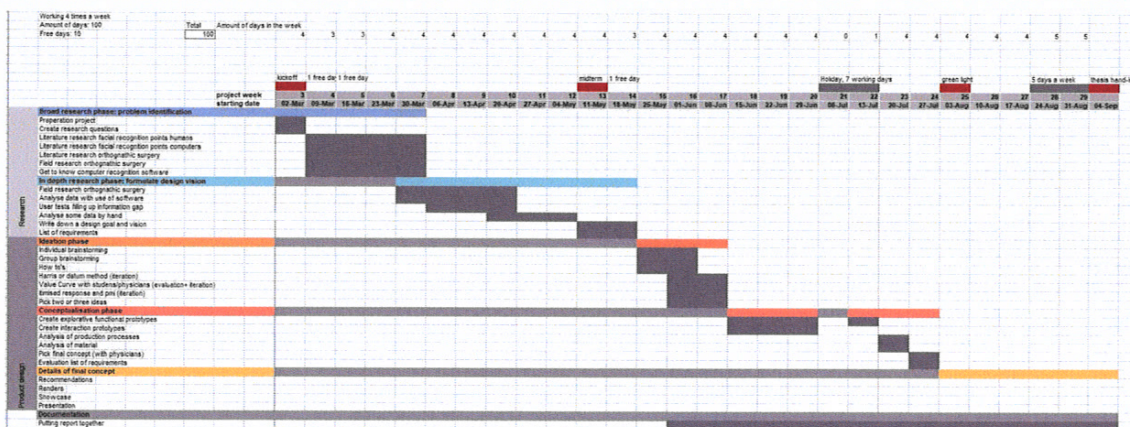 Working 4 times a week
Amount of days: 100 Total Amount of days in the week
Free days: 10 100 4 3 3 4 4 4 4 4 4 4 3 4 4 4 4 4 4 4 0 1 4 4 4 4 4 5 5
kickoff 1 free day 1 free day midterm 1 free day Holiday, 7 working days green light 5 days a week thesis hand-i
project week 3 4 5 6 7 8 9 10 11 12 13 14 15 16 17 18 19 20 21 22 23 24 25 26 27 28 29
starting date 02-Mar 09-Mar 16-Mar 23-Mar 30-Mar 06-Apr 13-Apr 20-Apr 27-Apr 04-May 11-May 18-May 25-May 01-Jun 08-Jun 15-Jun 22-Jun 29-Jun 06-Jul 13-Jul 20-Jul 27-Jul 03-Aug 10-Aug 17-Aug 24-Aug 31-Aug 04-Sep
Research
Broad research phase: problem identification
Preperation project
Create research questions
Literature research facial recognition points humans
Literature research facial recognition points computers
Literature research orthognathic surgery
Field research orthognatic surgery
Get to know computer recognition software
In depth research phase: formulate design vision
Field research orthognatic surgery
Analyse data with use of software
User tests filling up information gap
Analyse some data by hand
Write down a design goal and vision
List of requirements
Product design
Ideation phase
Individual brainstorming
Group brainstorming
How to's
Harris or datum method (iteration)
Value Curve with studens/physicians (evaluation+ iteration)
Emised response and pmi (iteration)
Pick two or three ideas
Conceptualisation phase
Create explorative functional prototypes
Create interaction prototypes
Analysis of production processes
Analysis of material
Pick final concept (with physicians)
Evaluation list of requirements
Details of final concept
Recommendations
Renders
Showcase
Presentation
Documentation
Putting report together